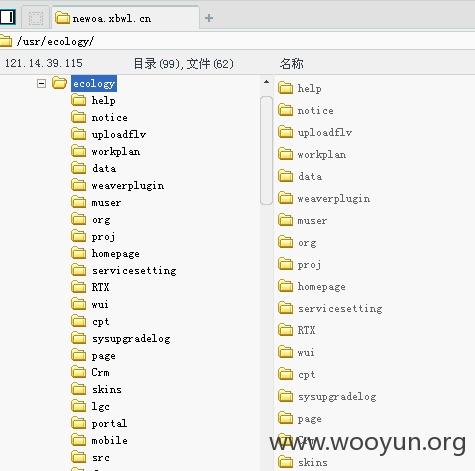 newoa.xbwl.cn
/usr/ecology/
121.14.39.115 目录(99),文件(62) 名称
ecology
help
notice
uploadflv
workplan
data
weaverplugin
muser
org
proj
homepage
servicesetting
RTX
wui
cpt
sysupgradelog
page
Crm
skins
lgc
portal
mobile
src
help
notice
uploadflv
workplan
data
weaverplugin
muser
org
proj
homepage
servicesetting
RTX
wui
cpt
sysupgradelog
page
Crm
skins
www.wooyun.org